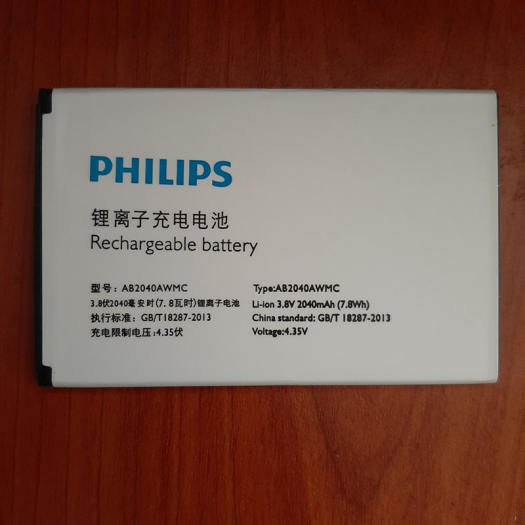 PHILIPS
锂离子充电电池
Rechargeable battery
型号：AB2040AWMC
3.8伏2040毫安时(7.8瓦时)锂离子电池
执行标准：GB/T18287-2013
充电限制电压:4.35伏
Type:AB2040AWMC
Li-ion 3.8V 2040mAh (7.8Wh)
China standard: GB/T 18287-2013
Voltage:4.35V